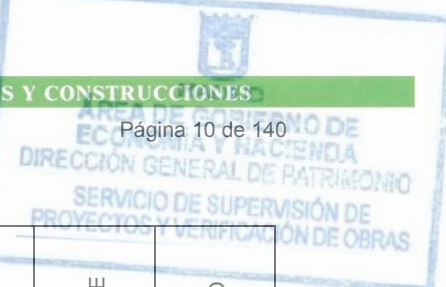 S Y CONSTRUCCIONES
ÁREA DE GOBIERNO DE
Página 10 de 140
ECONOMÍA Y HACIENDA
DIRECCIÓN GENERAL DE PATRIMONIO
SERVICIO DE SUPERVISIÓN DE
PROYECTOS Y VERIFICACIÓN DE OBRAS
E
O